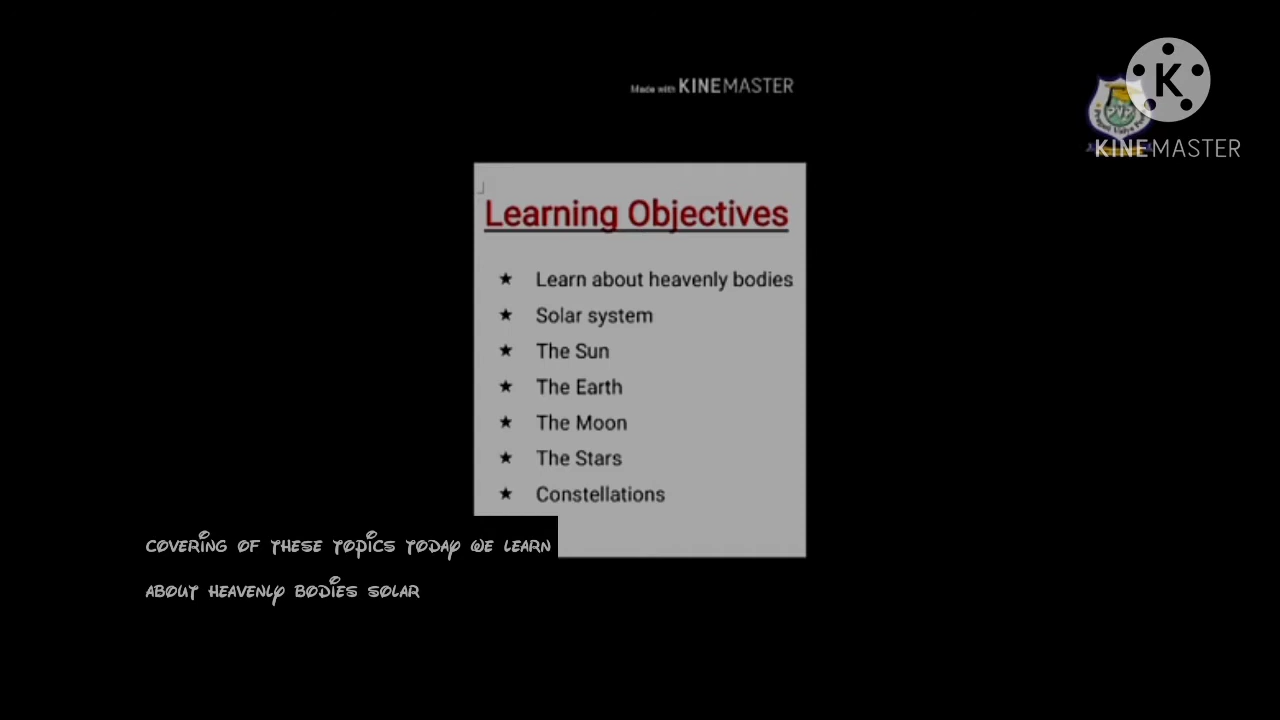 Made with KINEMASTER
K
KINEMASTER
PVP
Learning Objectives
★ Learn about heavenly bodies
★ Solar system
★ The Sun
★ The Earth
★ The Moon
★ The Stars
★ Constellations
COVERING OF THESE TOPICS TODAY WE LEARN
ABOUT HEAVENLY BODIES SOLAR